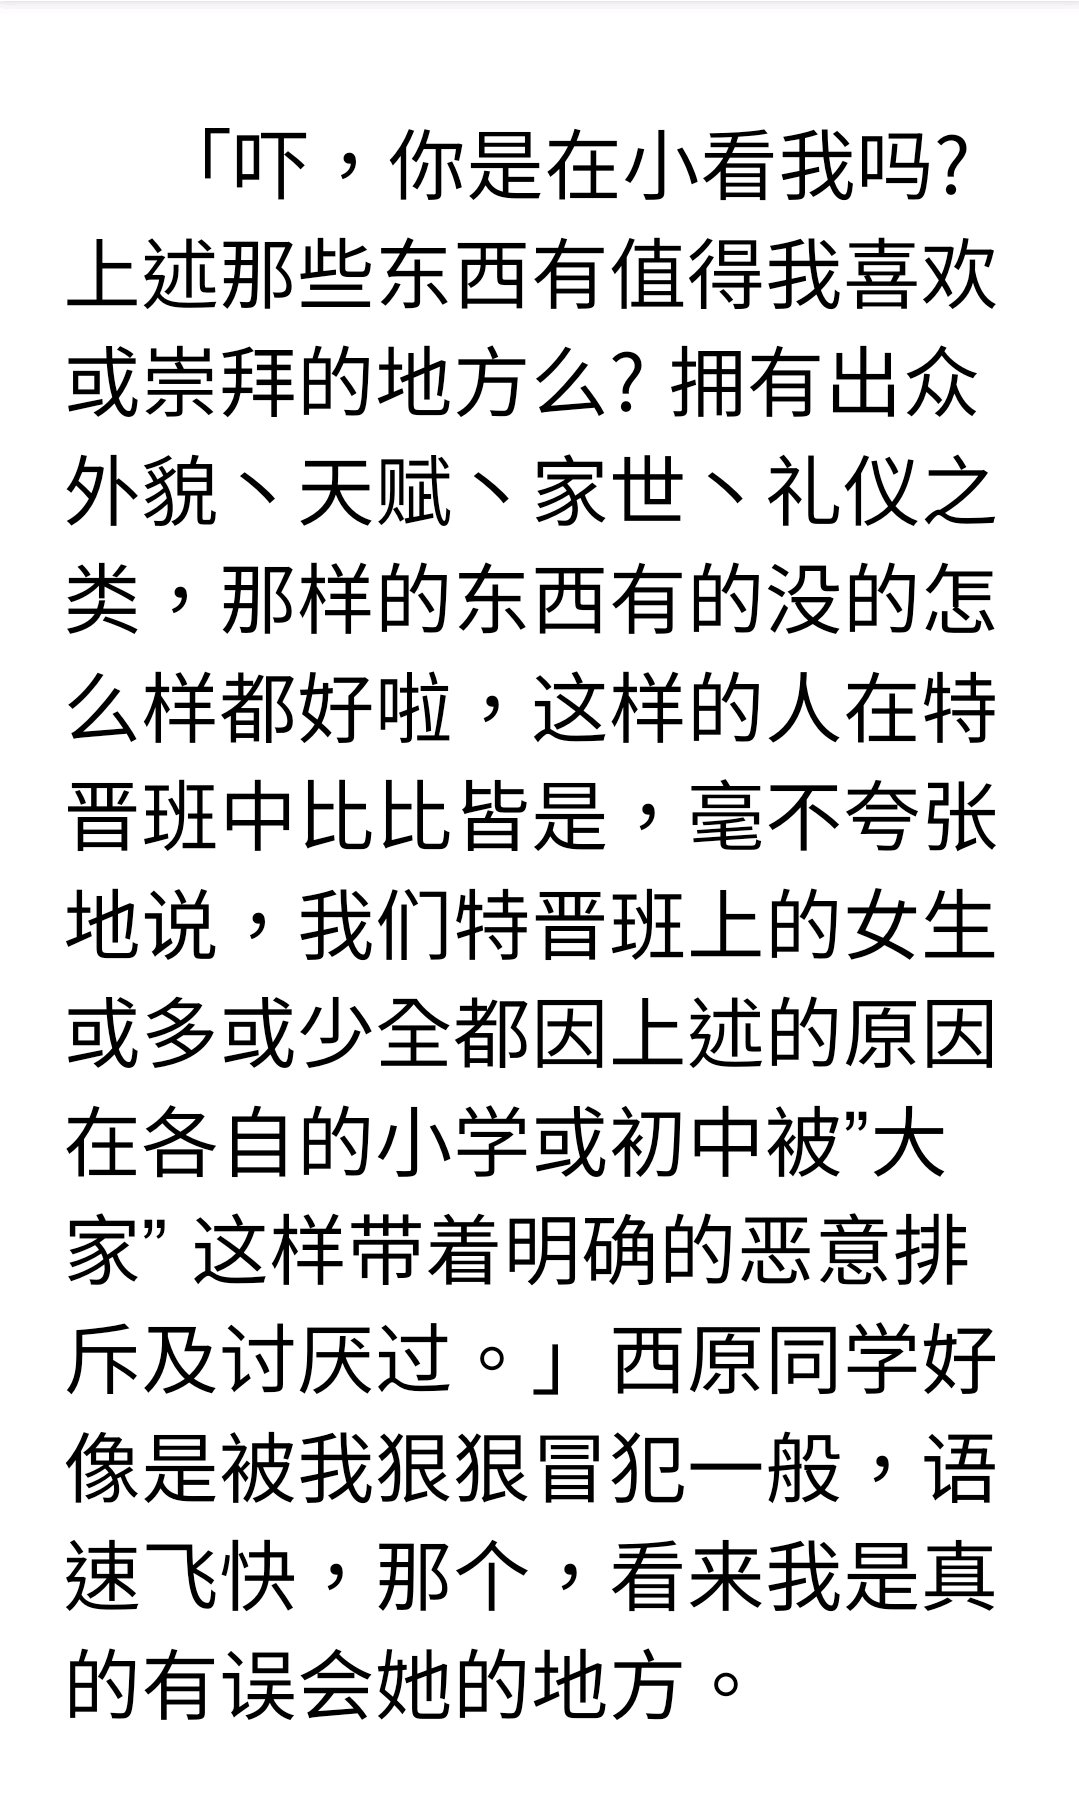 「吓，你是在小看我吗？
上述那些东西有值得我喜欢
或崇拜的地方么？拥有出众
外貌丶天赋丶家世丶礼仪之
类，那样的东西有的没的怎
么样都好啦，这样的人在特
晋班中比比皆是，毫不夸张
地说，我们特晋班上的女生
或多或少全都因上述的原因
在各自的小学或初中被”大
家” 这样带着明确的恶意排
斥及讨厌过。」西原同学好
像是被我狠狠冒犯一般，语
速飞快，那个，看来我是真
的有误会她的地方。